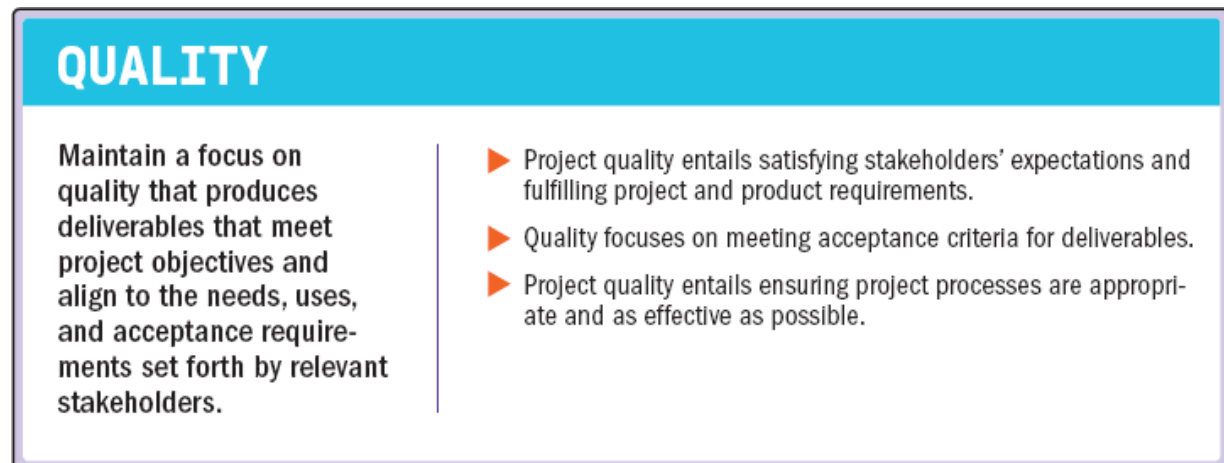 QUALITY
Maintain a focus on
quality that produces
deliverables that meet
project objectives and
align to the needs, uses,
and acceptance require-
ments set forth by relevant
stakeholders.
▶ Project quality entails satisfying stakeholders’ expectations and
fulfilling project and product requirements.
▶ Quality focuses on meeting acceptance criteria for deliverables.
▶ Project quality entails ensuring project processes are appropri-
ate and as effective as possible.